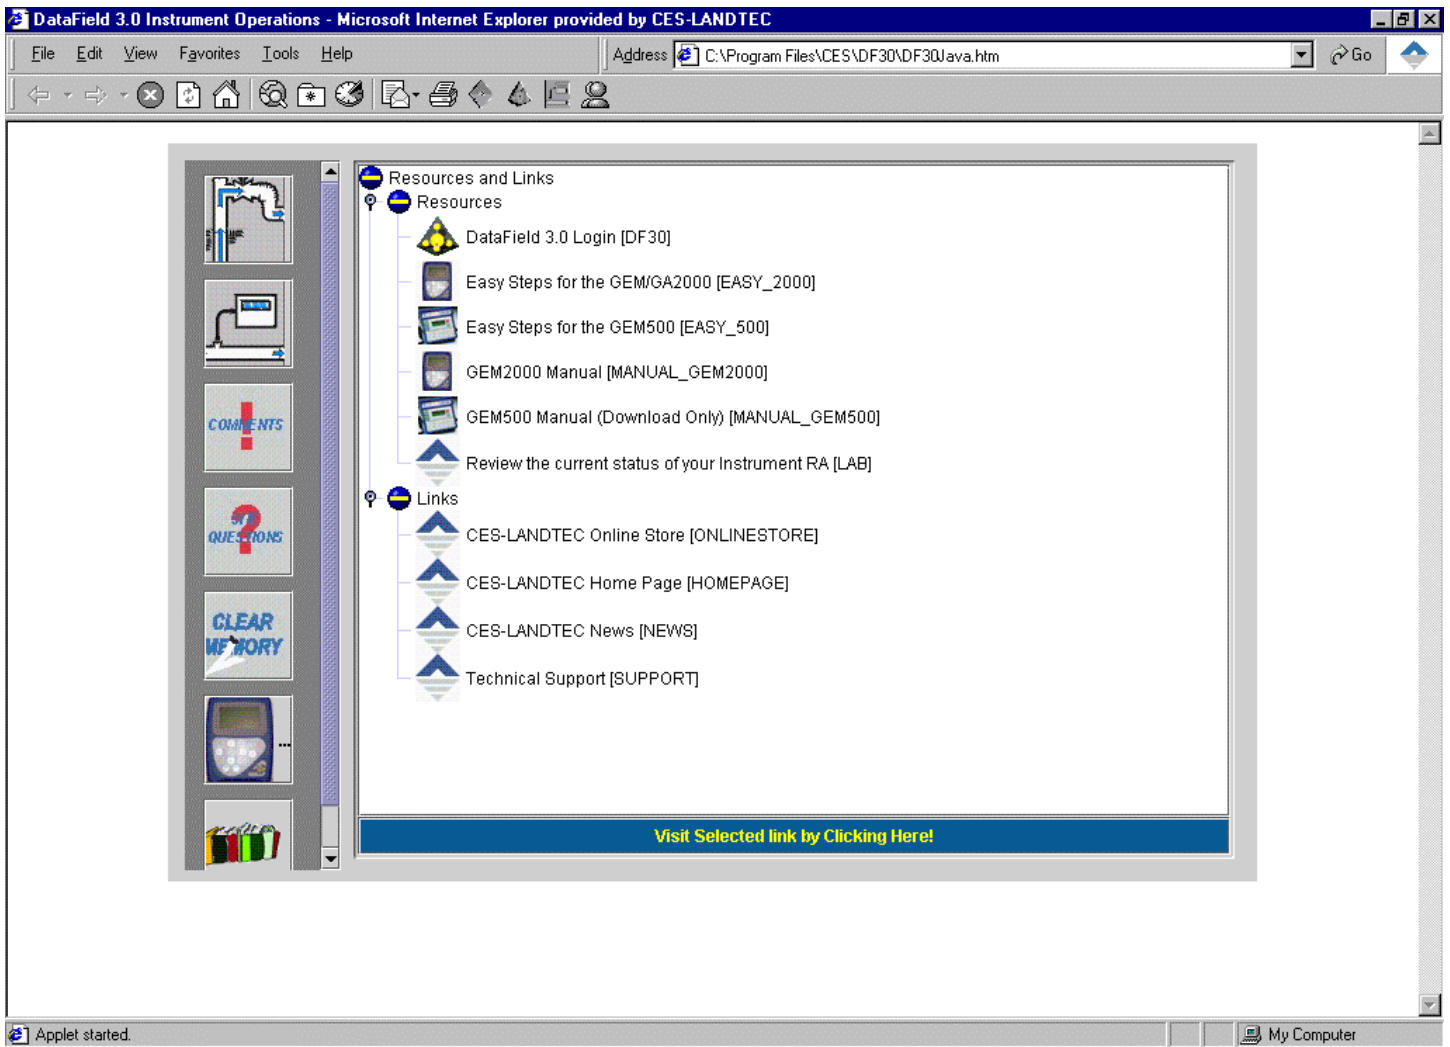 DataField 3.0 Instrument Operations - Microsoft Internet Explorer provided by CES-LANDTEC
File Edit View Favorites Tools Help
Address C:\Program Files\CES\DF30\DF30Java.htm Go
Resources and Links
Resources
DataField 3.0 Login [DF30]
Easy Steps for the GEM/GA2000 [EASY_2000]
Easy Steps for the GEM500 [EASY_500]
GEM2000 Manual [MANUAL_GEM2000]
GEM500 Manual (Download Only) [MANUAL_GEM500]
Review the current status of your Instrument RA [LAB]
Links
CES-LANDTEC Online Store [ONLINESTORE]
CES-LANDTEC Home Page [HOMEPAGE]
CES-LANDTEC News [NEWS]
Technical Support [SUPPORT]
COMMENTS
QUESTIONS
CLEAR
MEMORY
...
Visit Selected link by Clicking Here!
Applet started.
My Computer